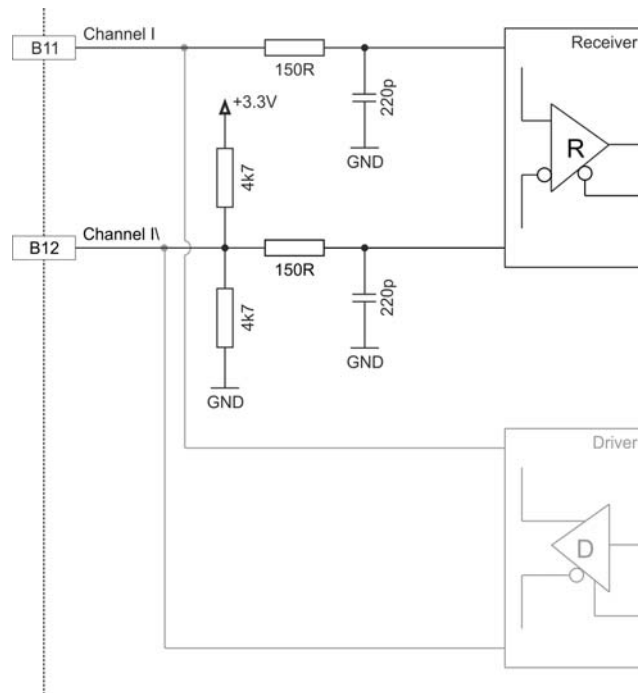 B11
Channel I
Receiver
150R
220p
+3.3V
GND
4k7
R
B12
Channel I\
150R
220p
4k7
GND
GND
Driver
D